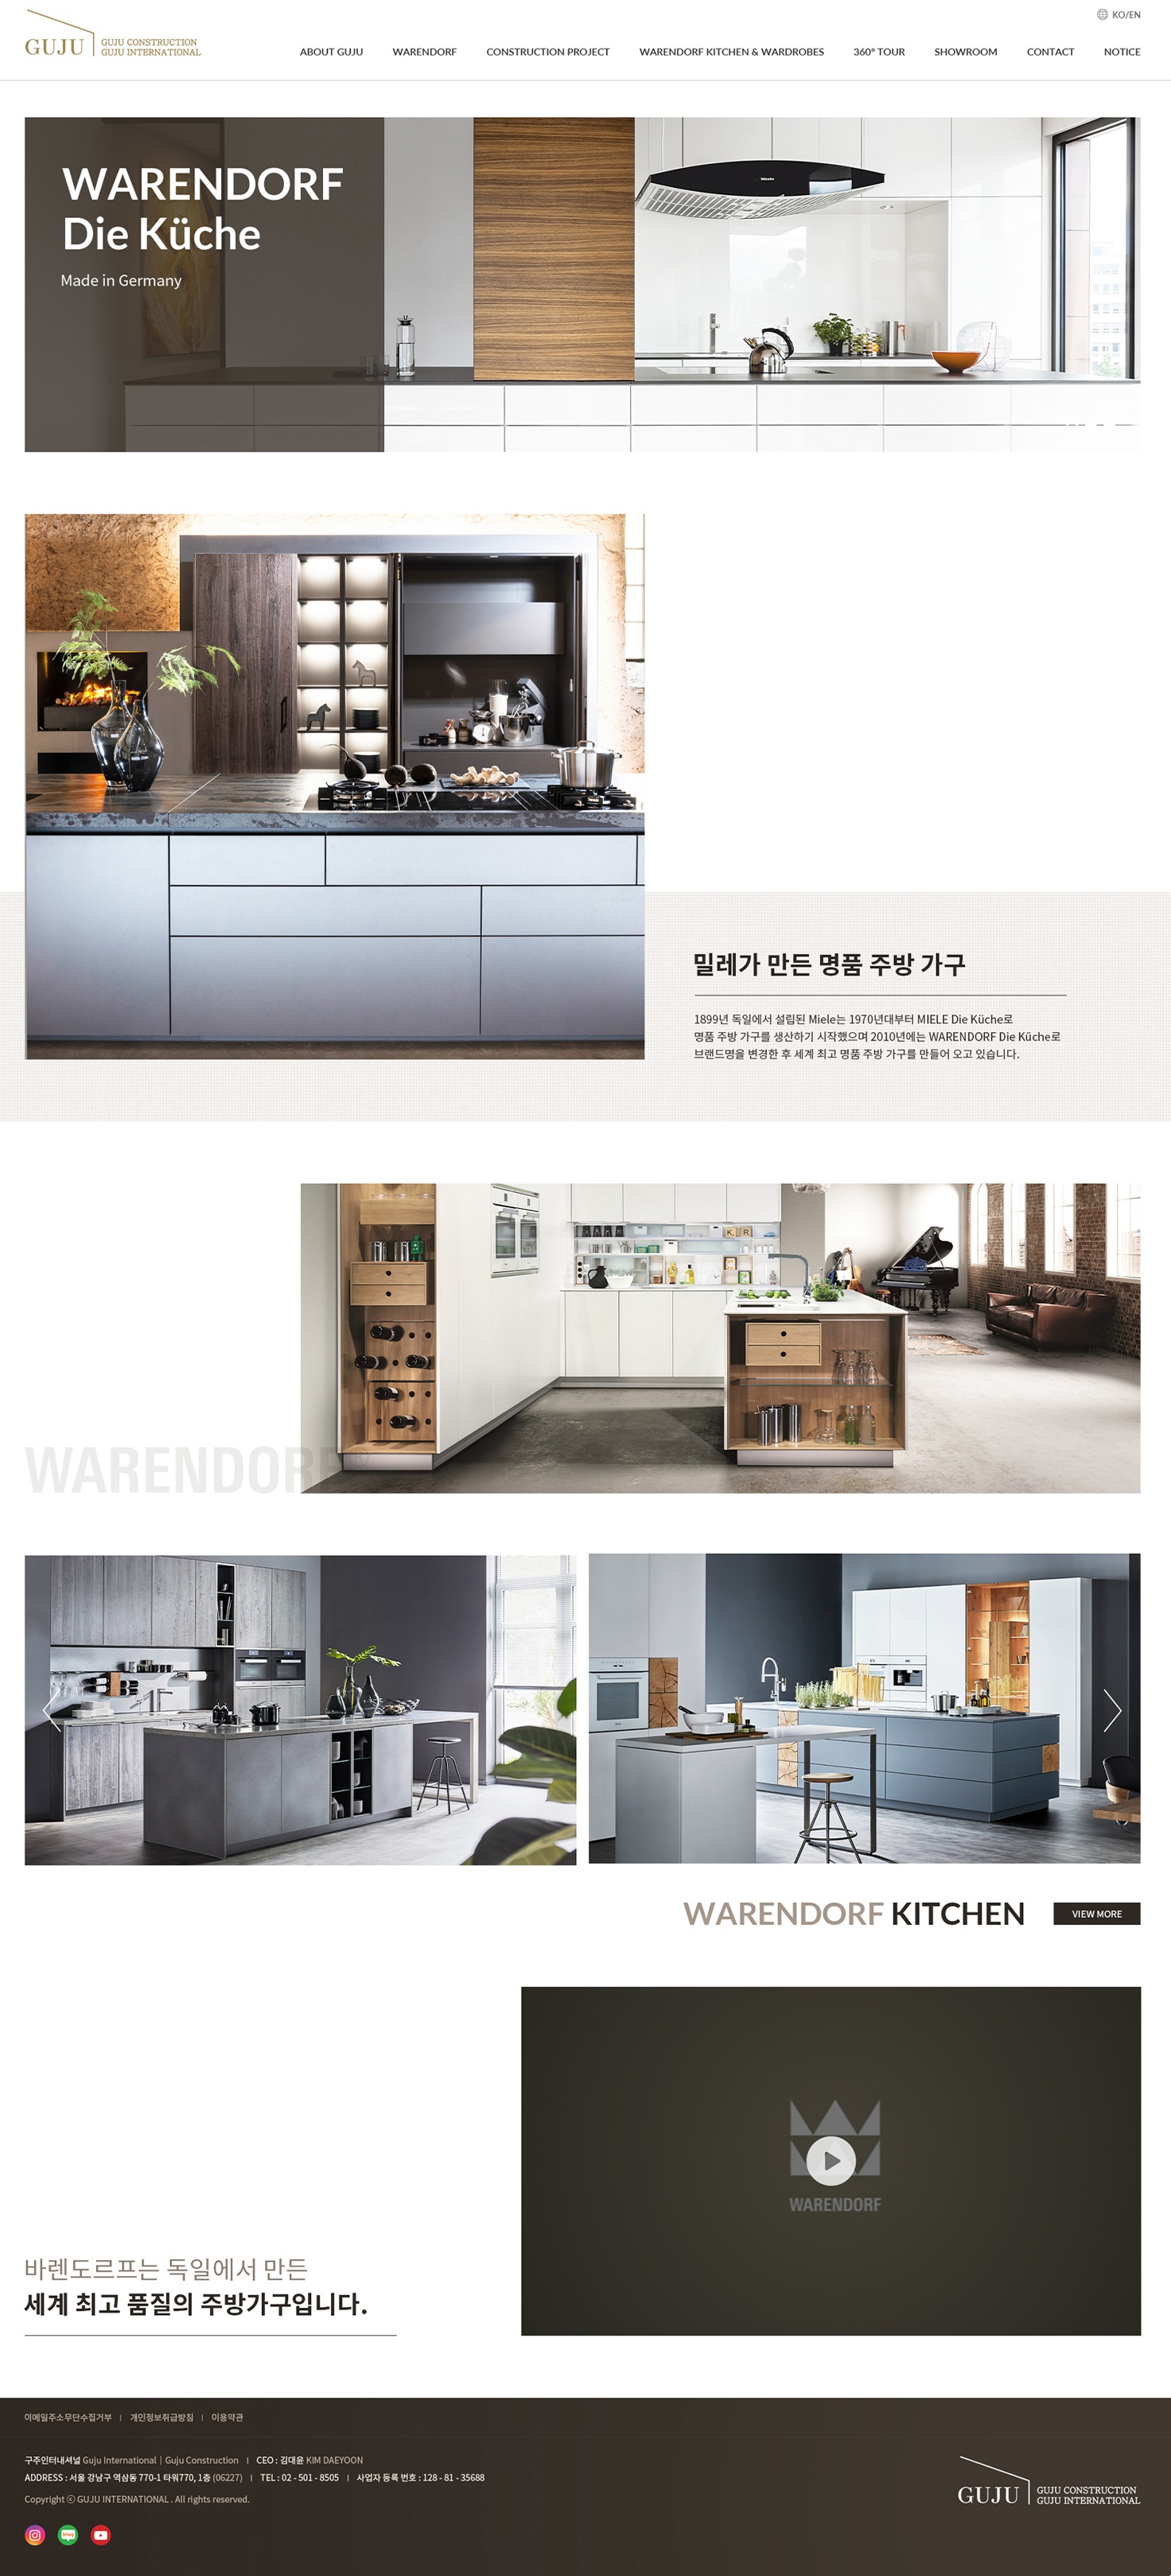 KO/EN
GUJU
GUJU CONSTRUCTION
GUJU INTERNATIONAL
ABOUT GUJU
WARENDORF
CONSTRUCTION PROJECT
WARENDORF KITCHEN & WARDROBES
360° TOUR
SHOWROOM
CONTACT
NOTICE
WARENDORF
Die Küche
Made in Germany
Miele
밀레가 만든 명품 주방 가구
1899년 독일에서 설립된 Miele는 1970년대부터 MIELE Die Küche로
명품 주방 가구를 생산하기 시작했으며 2010년에는 WARENDORF Die Küche로
브랜드명을 변경한 후 세계 최고 명품 주방 가구를 만들어 오고 있습니다.
K R
WARENDORF®
WARENDORF KITCHEN
VIEW MORE
WARENDORF
바렌도르프는 독일에서 만든
세계 최고 품질의 주방가구입니다.
이메일주소무단수집거부 | 개인정보취급방침 | 이용약관
구주인터내셔널 Guju International | Guju Construction | CEO : 김대윤 KIM DAEYOON
ADDRESS : 서울 강남구 역삼동 770-1 타워770, 1층 (06227) | TEL : 02 - 501 - 8505 | 사업자 등록 번호 : 128 - 81 - 35688
Copyright ⓒ GUJU INTERNATIONAL . All rights reserved.
blog
GUJU
GUJU CONSTRUCTION
GUJU INTERNATIONAL